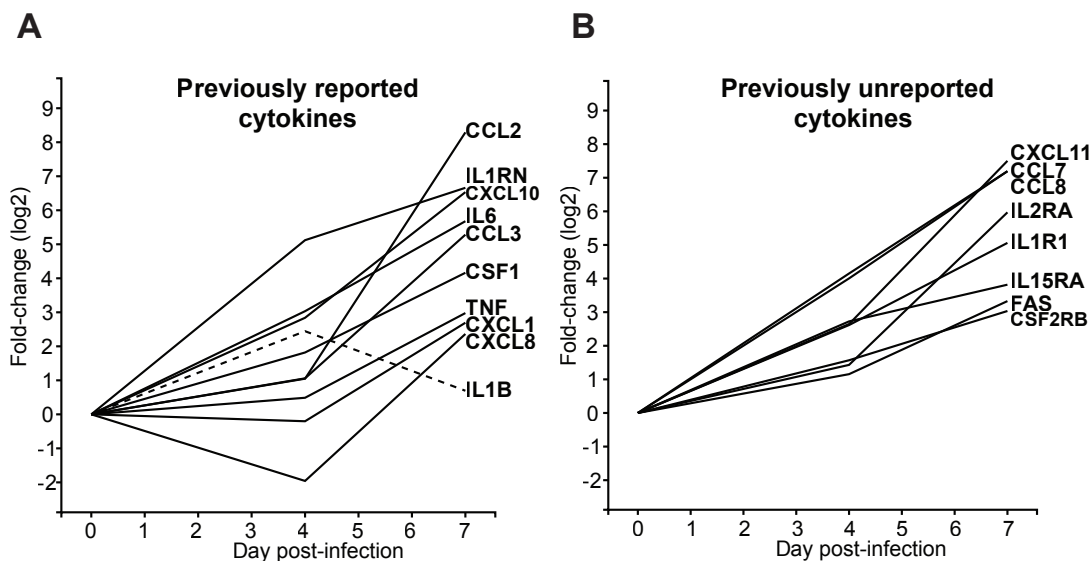 A
Previously reported
cytokines
Fold-change (log2)
9
8
7
6
5
4
3
2
1
0
-1
-2
0 1 2 3 4 5 6 7
Day post-infection
CCL2
IL1RN
CXCL10
IL6
CCL3
CSF1
TNF
CXCL1
CXCL8
IL1B
B
Previously unreported
cytokines
Fold-change (log2)
9
8
7
6
5
4
3
2
1
0
-1
-2
0 1 2 3 4 5 6 7
Day post-infection
CXCL11
CCL7
CCL8
IL2RA
IL1R1
IL15RA
FAS
CSF2RB